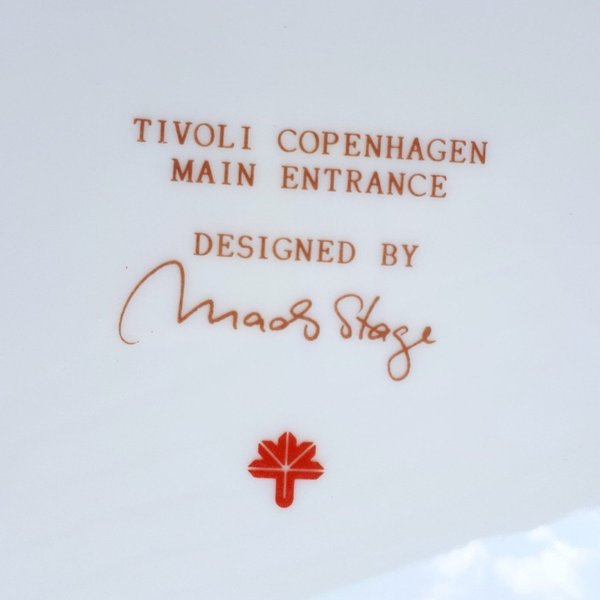 TIVOLI COPENHAGEN
MAIN ENTRANCE
DESIGNED BY
Mads Stage